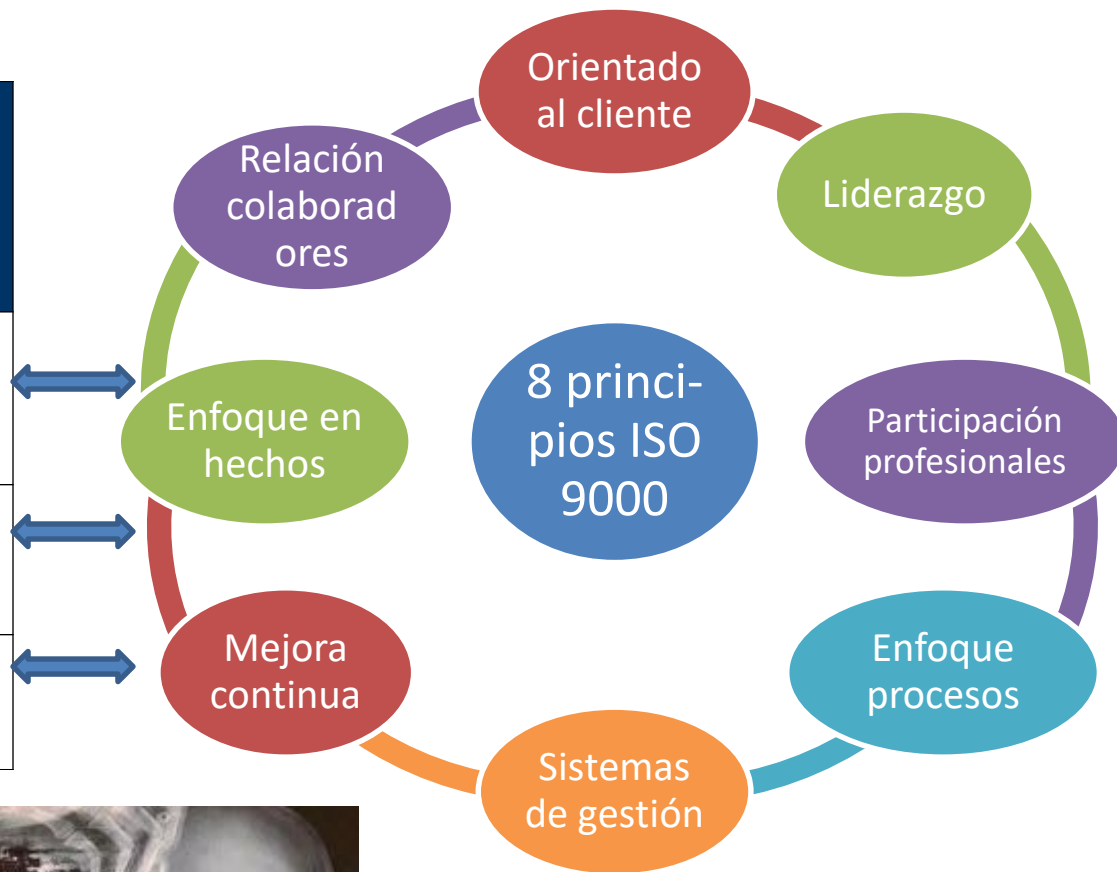 Orientado
al cliente
Liderazgo
Participación
profesionales
Enfoque
procesos
Sistemas
de gestión
Mejora
continua
Enfoque en
hechos
Relación
colaborad
ores
8 princi-
pios ISO
9000